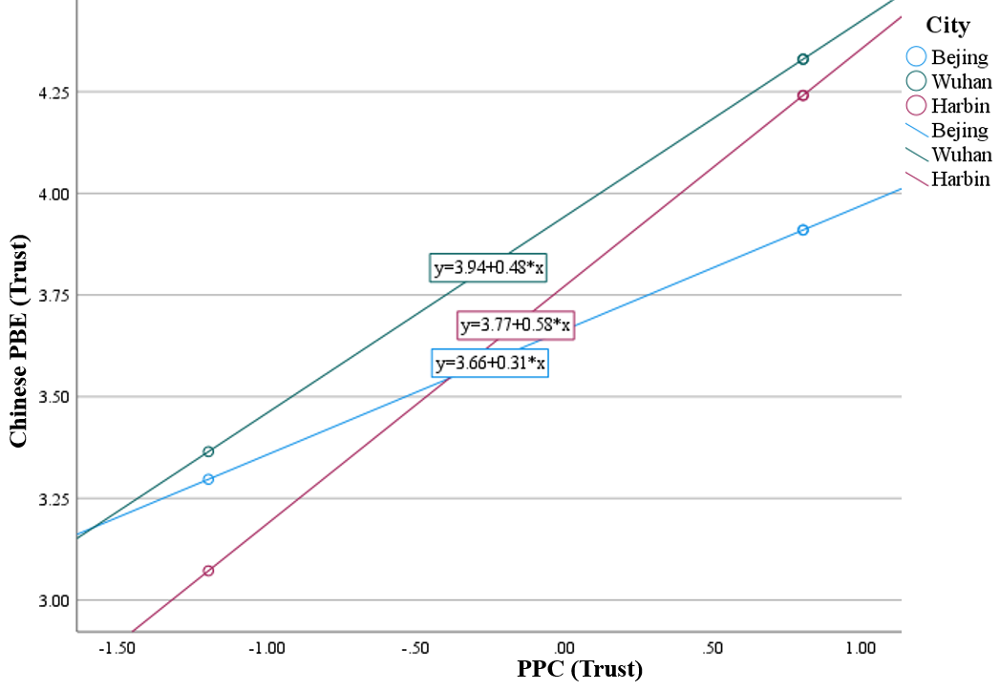 City
Bejing
Wuhan
Harbin
Bejing
Wuhan
Harbin
Chinese PBE (Trust)
4.25
4.00
3.75
3.50
3.25
3.00
y=3.94+0.48*x
y=3.77+0.58*x
y=3.66+0.31*x
-1.50 -1.00 -.50 .00 .50 1.00
PPC (Trust)